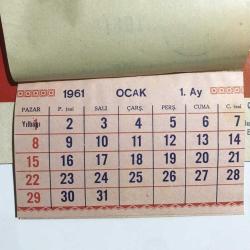 1961 OCAK 1. Ay
PAZAR P. tesi SALI ÇARŞ. PERŞ. CUMA C. tesi
Yılbaşı 1 2 3 4 5 6 7
8 9 10 11 12 13 14
15 16 17 18 19 20 21
22 23 24 25 26 27 28
29 30 31